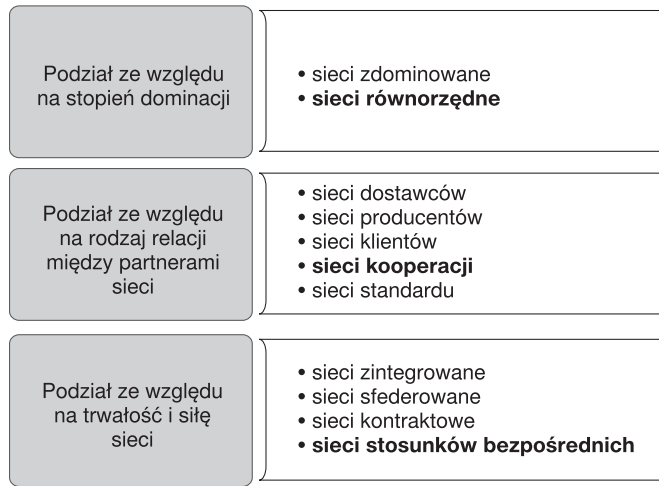 Podział ze względu
na stopień dominacji
• sieci zdominowane
• sieci równorzędne
Podział ze względu
na rodzaj relacji
między partnerami
sieci
• sieci dostawców
• sieci producentów
• sieci klientów
• sieci kooperacji
• sieci standardu
Podział ze względu
na trwałość i siłę
sieci
• sieci zintegrowane
• sieci sfederowane
• sieci kontraktowe
• sieci stosunków bezpośrednich